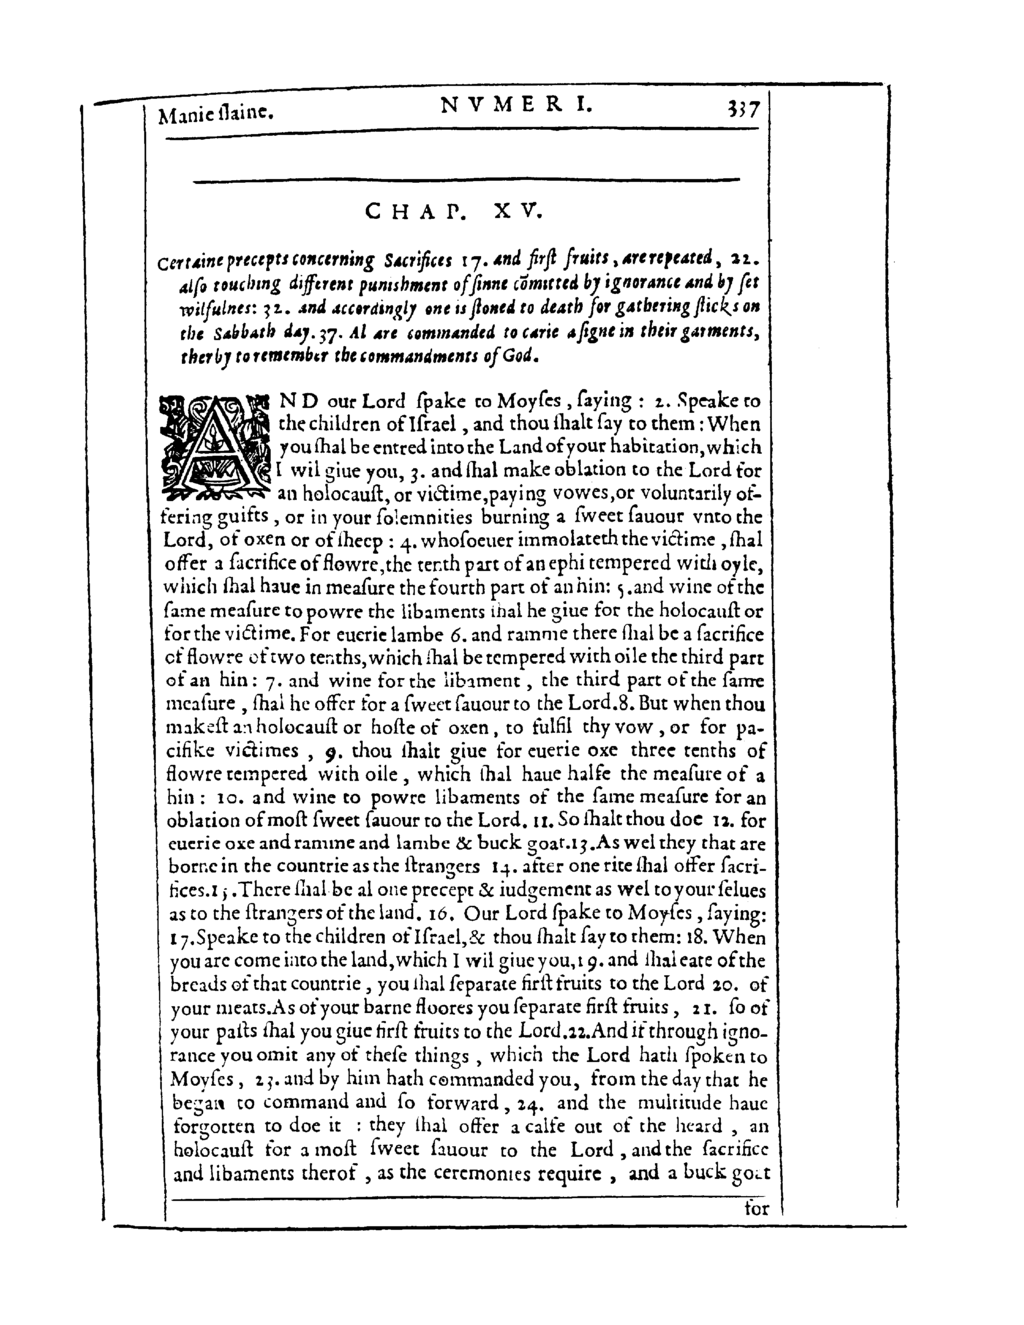 Manie ſlaine. NVMERI. 337
CHAP. XV.
Certaine precepts concerning Sacrifices 17. and firſt fruits, are repeated, 22.
alſo touching different punishment of ſinne cõmitted by ignorance and by ſet
wilfulnes: 32. and accordingly one is ſtoned to death for gathering ſticks on
the Sabbath day. 37. Al are commanded to carie a ſigne in their garments,
therby to remember the commandments of God.
AND our Lord ſpake to Moyſes, ſaying: 2. Speake to
the children of Iſrael, and thou ſhalt ſay to them: When
you ſhal be entred into the Land of your habitation, which
I wil giue you, 3. and ſhal make oblation to the Lord for
an holocauſt, or victime, paying vowes, or voluntarily of-
fering guifts, or in your ſolemnities burning a ſweet ſauour vnto the
Lord, of oxen or of ſheep: 4. whoſoeuer immolateth the victime, ſhal
offer a ſacrifice of flowre, the tenth part of an ephi tempered with oyle,
which ſhal haue in meaſure the fourth part of an hin: 5. and wine of the
ſame meaſure to powre the libaments ſhal he giue for the holocauſt or
for the victime. For euerie lambe 6. and ramme there ſhal be a ſacrifice
of flowre of two tenths, which ſhal be tempered with oile the third part
of an hin: 7. and wine for the libament, the third part of the ſame
meaſure, ſhal he offer for a ſweet ſauour to the Lord. 8. But when thou
makeſt an holocauſt or hoſte of oxen, to fulfil thy vow, or for pa-
cifike victimes, 9. thou ſhalt giue for euerie oxe three tenths of
flowre tempered with oile, which ſhal haue halfe the meaſure of a
hin: 10. and wine to powre libaments of the ſame meaſure for an
oblation of moſt ſweet ſauour to the Lord. 11. So ſhalt thou doe 12. for
euerie oxe and ramme and lambe & buck goat. 13. As wel they that are
borne in the countrie as the ſtrangers 14. after one rite ſhal offer ſacri-
fices. 15. There ſhal be al one precept & iudgement as wel to your ſelues
as to the ſtrangers of the land. 16. Our Lord ſpake to Moyſes, ſaying:
17. Speake to the children of Iſrael, & thou ſhalt ſay to them: 18. When
you are come into the land, which I wil giue you, 19. and ſhal eate of the
breads of that countrie, you ſhal ſeparate firſt fruits to the Lord 20. of
your meats. As of your barne floores you ſeparate firſt fruits, 21. ſo of
your paſts ſhal you giue firſt fruits to the Lord. 22. And if through igno-
rance you omit any of theſe things, which the Lord hath ſpoken to
Moyſes, 23. and by him hath commanded you, from the day that he
began to command and ſo forward, 24. and the multitude haue
forgotten to doe it: they ſhal offer a calfe out of the heard, an
holocauſt for a moſt ſweet ſauour to the Lord, and the ſacrifice
and libaments therof, as the ceremonies require, and a buck goat
for